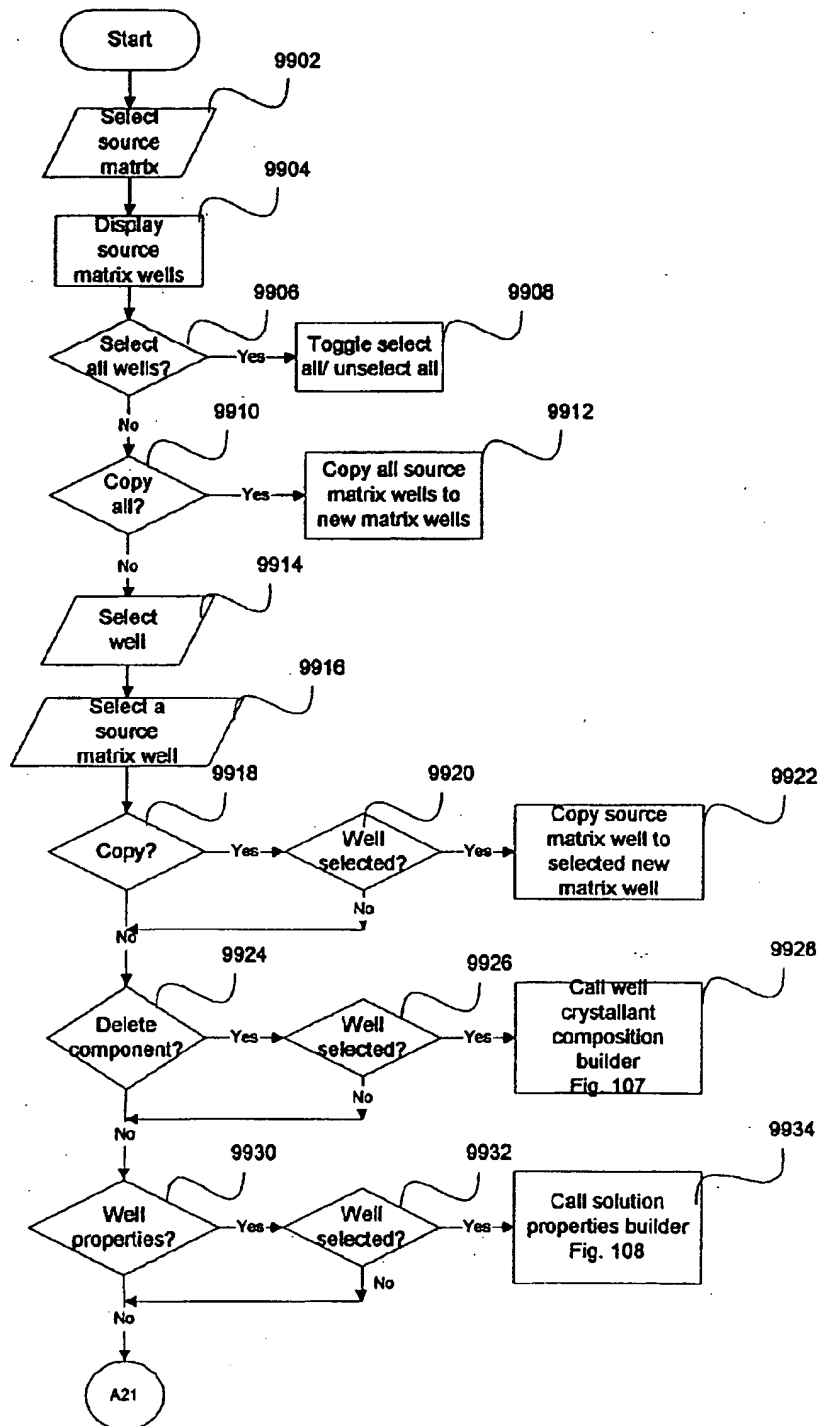 Start
9902
Select
source
matrix
9904
Display
source
matrix wells
9906
9908
Select
all wells?
Yes
Toggle select
all/ unselect all
No
9910
9912
Copy
all?
Yes
Copy all source
matrix wells to
new matrix wells
No
9914
Select
well
9916
Select a
source
matrix well
9918
9920
9922
Copy?
Yes
Well
selected?
Yes
Copy source
matrix well to
selected new
matrix well
No
No
9924
9926
9928
Delete
component?
Yes
Well
selected?
Yes
Call well
crystallant
composition
builder
Fig. 107
No
No
9930
9932
9934
Well
properties?
Yes
Well
selected?
Yes
Call solution
properties builder
Fig. 108
No
No
A21